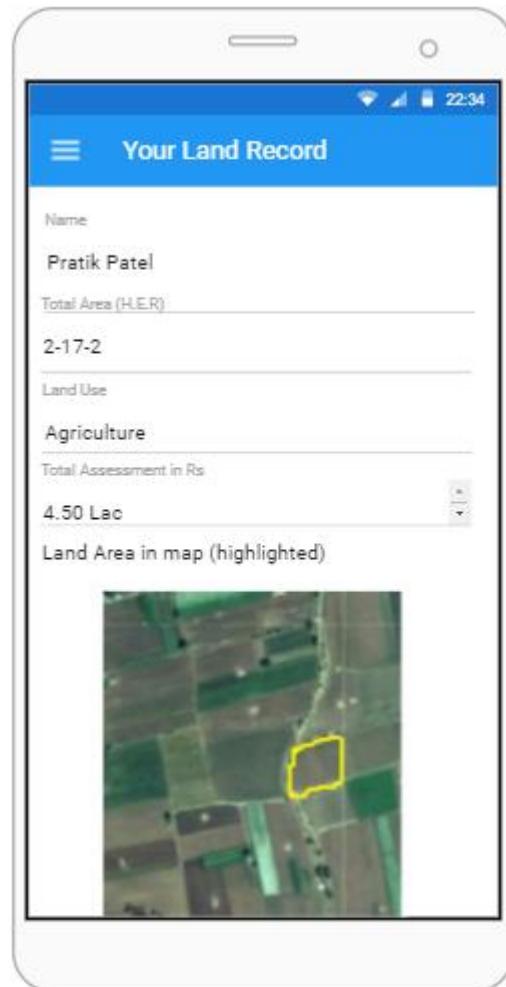 22:34
Your Land Record
Name
Pratik Patel
Total Area (H.E.R)
2-17-2
Land Use
Agriculture
Total Assessment in Rs
4.50 Lac
Land Area in map (highlighted)